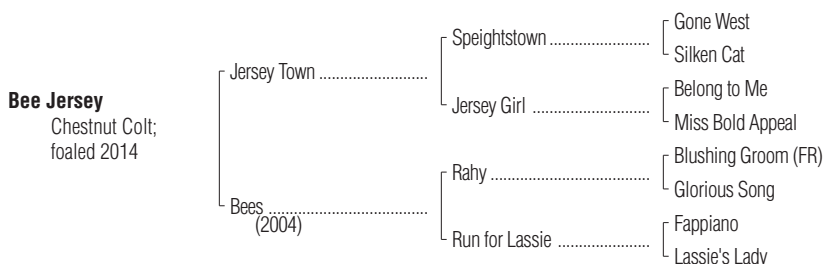 Bee Jersey
Chestnut Colt;
foaled 2014
Jersey Town ............................
Bees ..........................................
(2004)
Speightstown ..........................
Jersey Girl ..............................
Rahy ........................................
Run for Lassie ........................
Gone West
Silken Cat
Belong to Me
Miss Bold Appeal
Blushing Groom (FR)
Glorious Song
Fappiano
Lassie's Lady